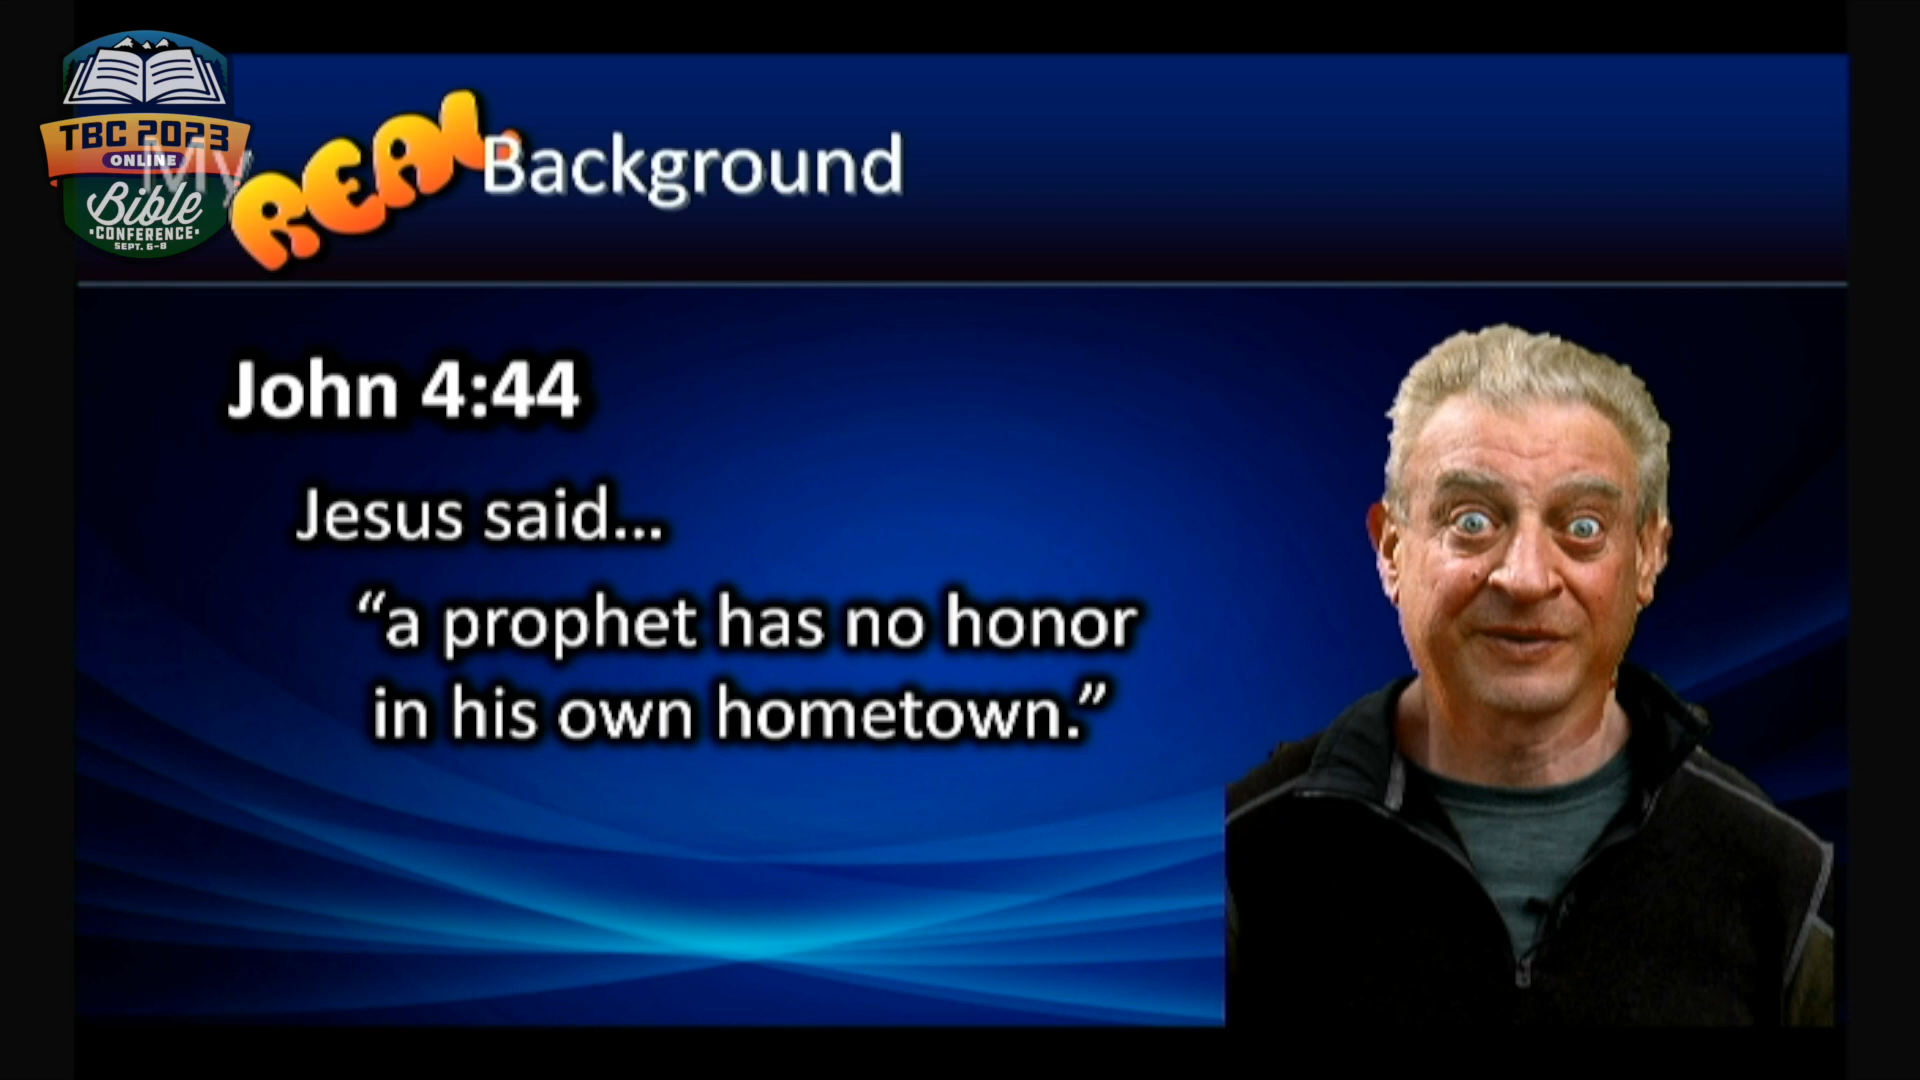 TBC 2023
ONLINE
Bible
•CONFERENCE•
SEPT. 6-8
My REAL Background
John 4:44
Jesus said...
“a prophet has no honor
in his own hometown.”